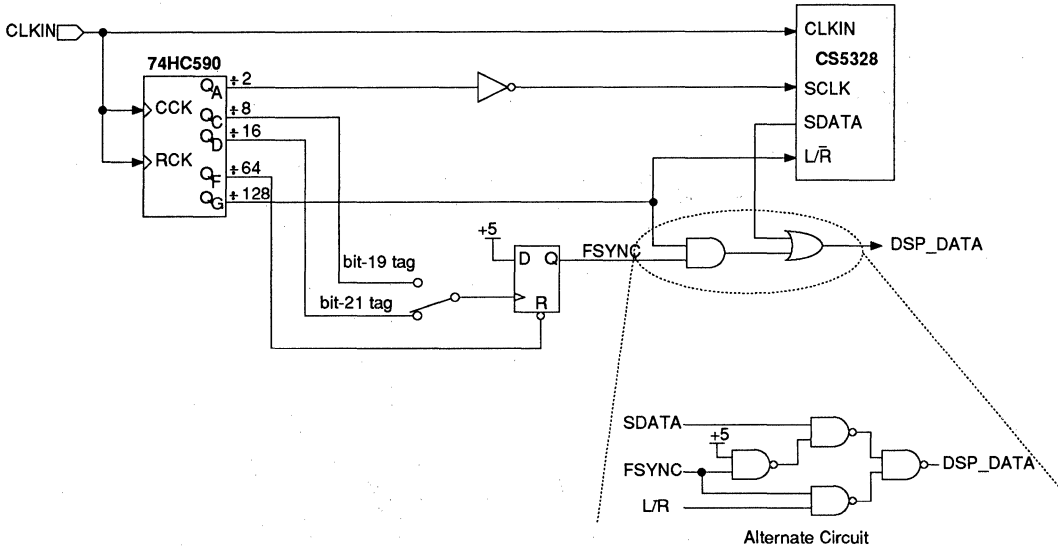 CLKIN
74HC590
CCK
RCK
QA ÷2
QC ÷8
QD ÷16
QF ÷64
QG ÷128
CLKIN
CS5328
SCLK
SDATA
L/R̅
+5
D Q
R
FSYNC
DSP_DATA
bit-19 tag
bit-21 tag
SDATA
+5
FSYNC
L/R
DSP_DATA
Alternate Circuit